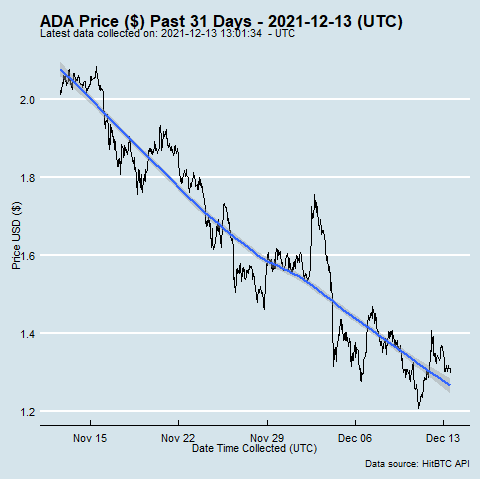 ADA Price ($) Past 31 Days - 2021-12-13 (UTC)
Latest data collected on: 2021-12-13 13:01:34  - UTC
Price USD ($)
2.0
1.8
1.6
1.4
1.2
Nov 15 Nov 22 Nov 29 Dec 06 Dec 13
Date Time Collected (UTC)
Data source: HitBTC API